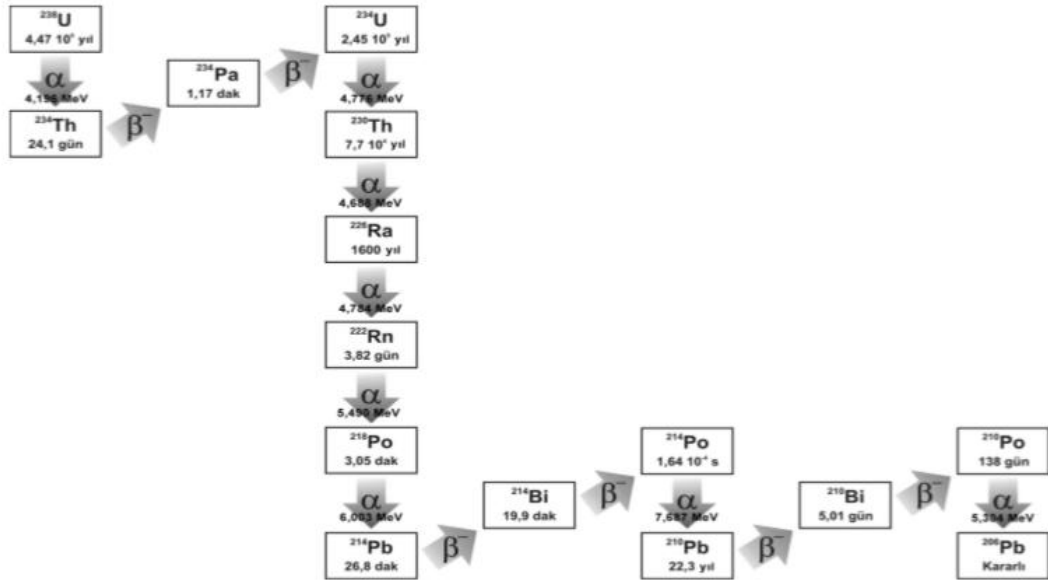 ²³⁸U
4,47 10⁹ yıl
α
4,196 MeV
²³⁴Th
24,1 gün
β⁻
²³⁴Pa
1,17 dak
β⁻
²³⁴U
2,45 10⁵ yıl
α
4,776 MeV
²³⁰Th
7,7 10⁴ yıl
α
4,688 MeV
²²⁶Ra
1600 yıl
α
4,784 MeV
²²²Rn
3,82 gün
α
5,490 MeV
²¹⁸Po
3,05 dak
α
6,003 MeV
²¹⁴Pb
26,8 dak
β⁻
²¹⁴Bi
19,9 dak
β⁻
²¹⁴Po
1,64 10⁻⁴ s
α
7,687 MeV
²¹⁰Pb
22,3 yıl
β⁻
²¹⁰Bi
5,01 gün
β⁻
²¹⁰Po
138 gün
α
5,304 MeV
²⁰⁶Pb
Kararlı